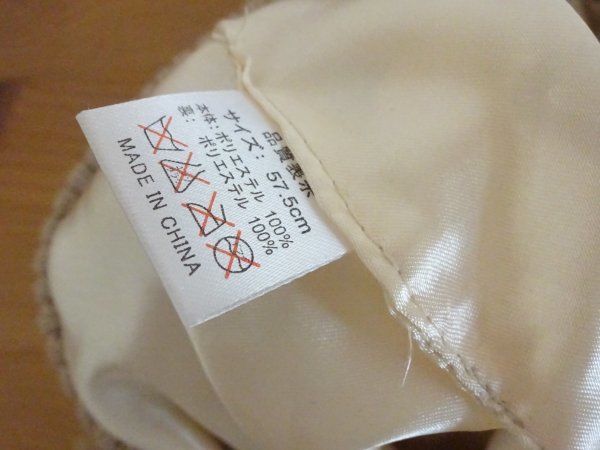 品質表示
サイズ： 57.5cm
本体：ポリエステル 100%
裏：ポリエステル 100%
MADE IN CHINA